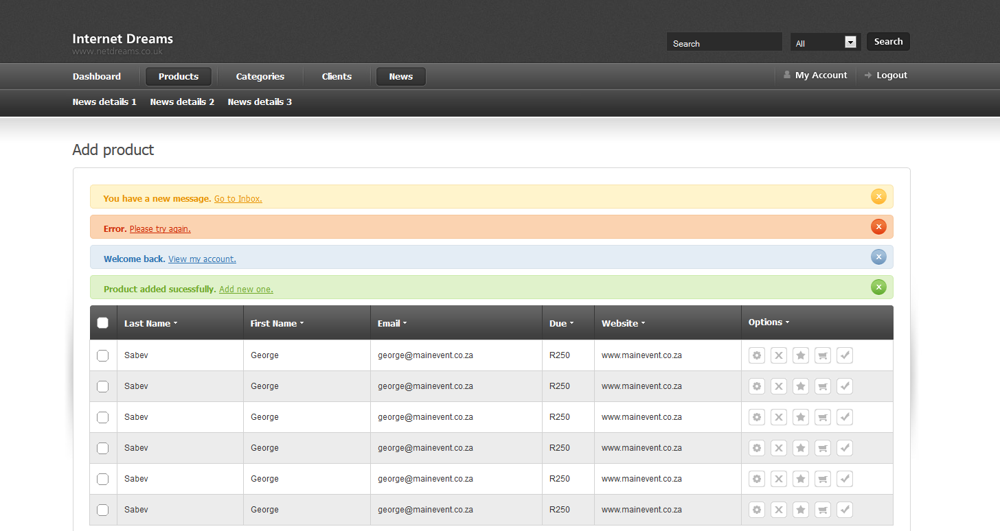 Internet Dreams
www.netdreams.co.uk
Search All Search
Dashboard Products Categories Clients News My Account Logout
News details 1 News details 2 News details 3
Add product
You have a new message. Go to Inbox.
Error. Please try again.
Welcome back. View my account.
Product added sucessfully. Add new one.
Last Name First Name Email Due Website Options
Sabev George george@mainevent.co.za R250 www.mainevent.co.za
Sabev George george@mainevent.co.za R250 www.mainevent.co.za
Sabev George george@mainevent.co.za R250 www.mainevent.co.za
Sabev George george@mainevent.co.za R250 www.mainevent.co.za
Sabev George george@mainevent.co.za R250 www.mainevent.co.za
Sabev George george@mainevent.co.za R250 www.mainevent.co.za